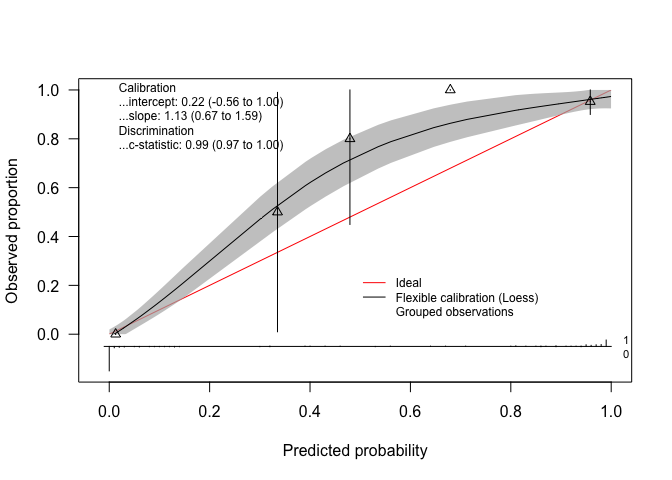 Calibration
...intercept: 0.22 (-0.56 to 1.00)
...slope: 1.13 (0.67 to 1.59)
Discrimination
...c-statistic: 0.99 (0.97 to 1.00)
1.0
0.8
0.6
0.4
0.2
0.0
Observed proportion
Ideal
Flexible calibration (Loess)
Grouped observations
1
0
0.0 0.2 0.4 0.6 0.8 1.0
Predicted probability